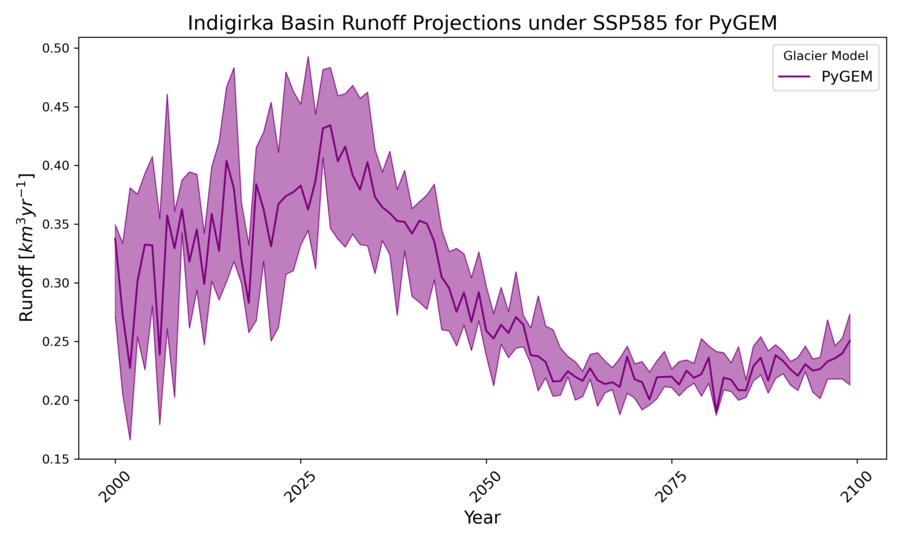 Indigirka Basin Runoff Projections under SSP585 for PyGEM
Glacier Model
PyGEM
0.50
0.45
0.40
0.35
0.30
0.25
0.20
0.15
Runoff [km³yr⁻¹]
2000
2025
2050
2075
2100
Year